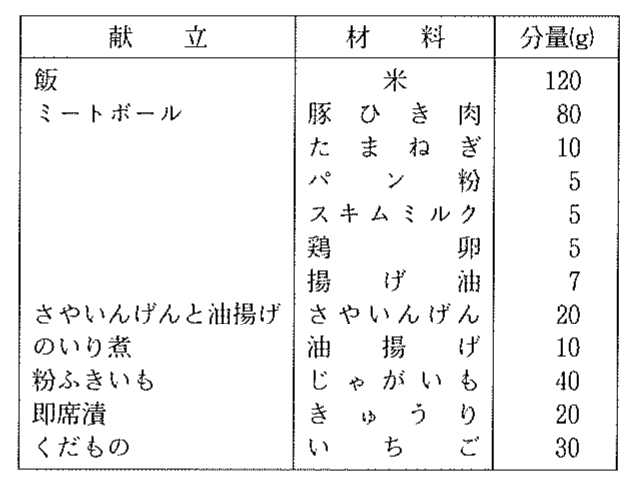 献立 材料 分量(g)
飯 米 120
ミートボール 豚ひき肉 80
たまねぎ 10
パン粉 5
スキムミルク 5
鶏卵 5
揚げ油 7
さやいんげんと油揚げ さやいんげん 20
のいり煮 油揚げ 10
粉ふきいも じゃがいも 40
即席漬 きゅうり 20
くだもの いちご 30